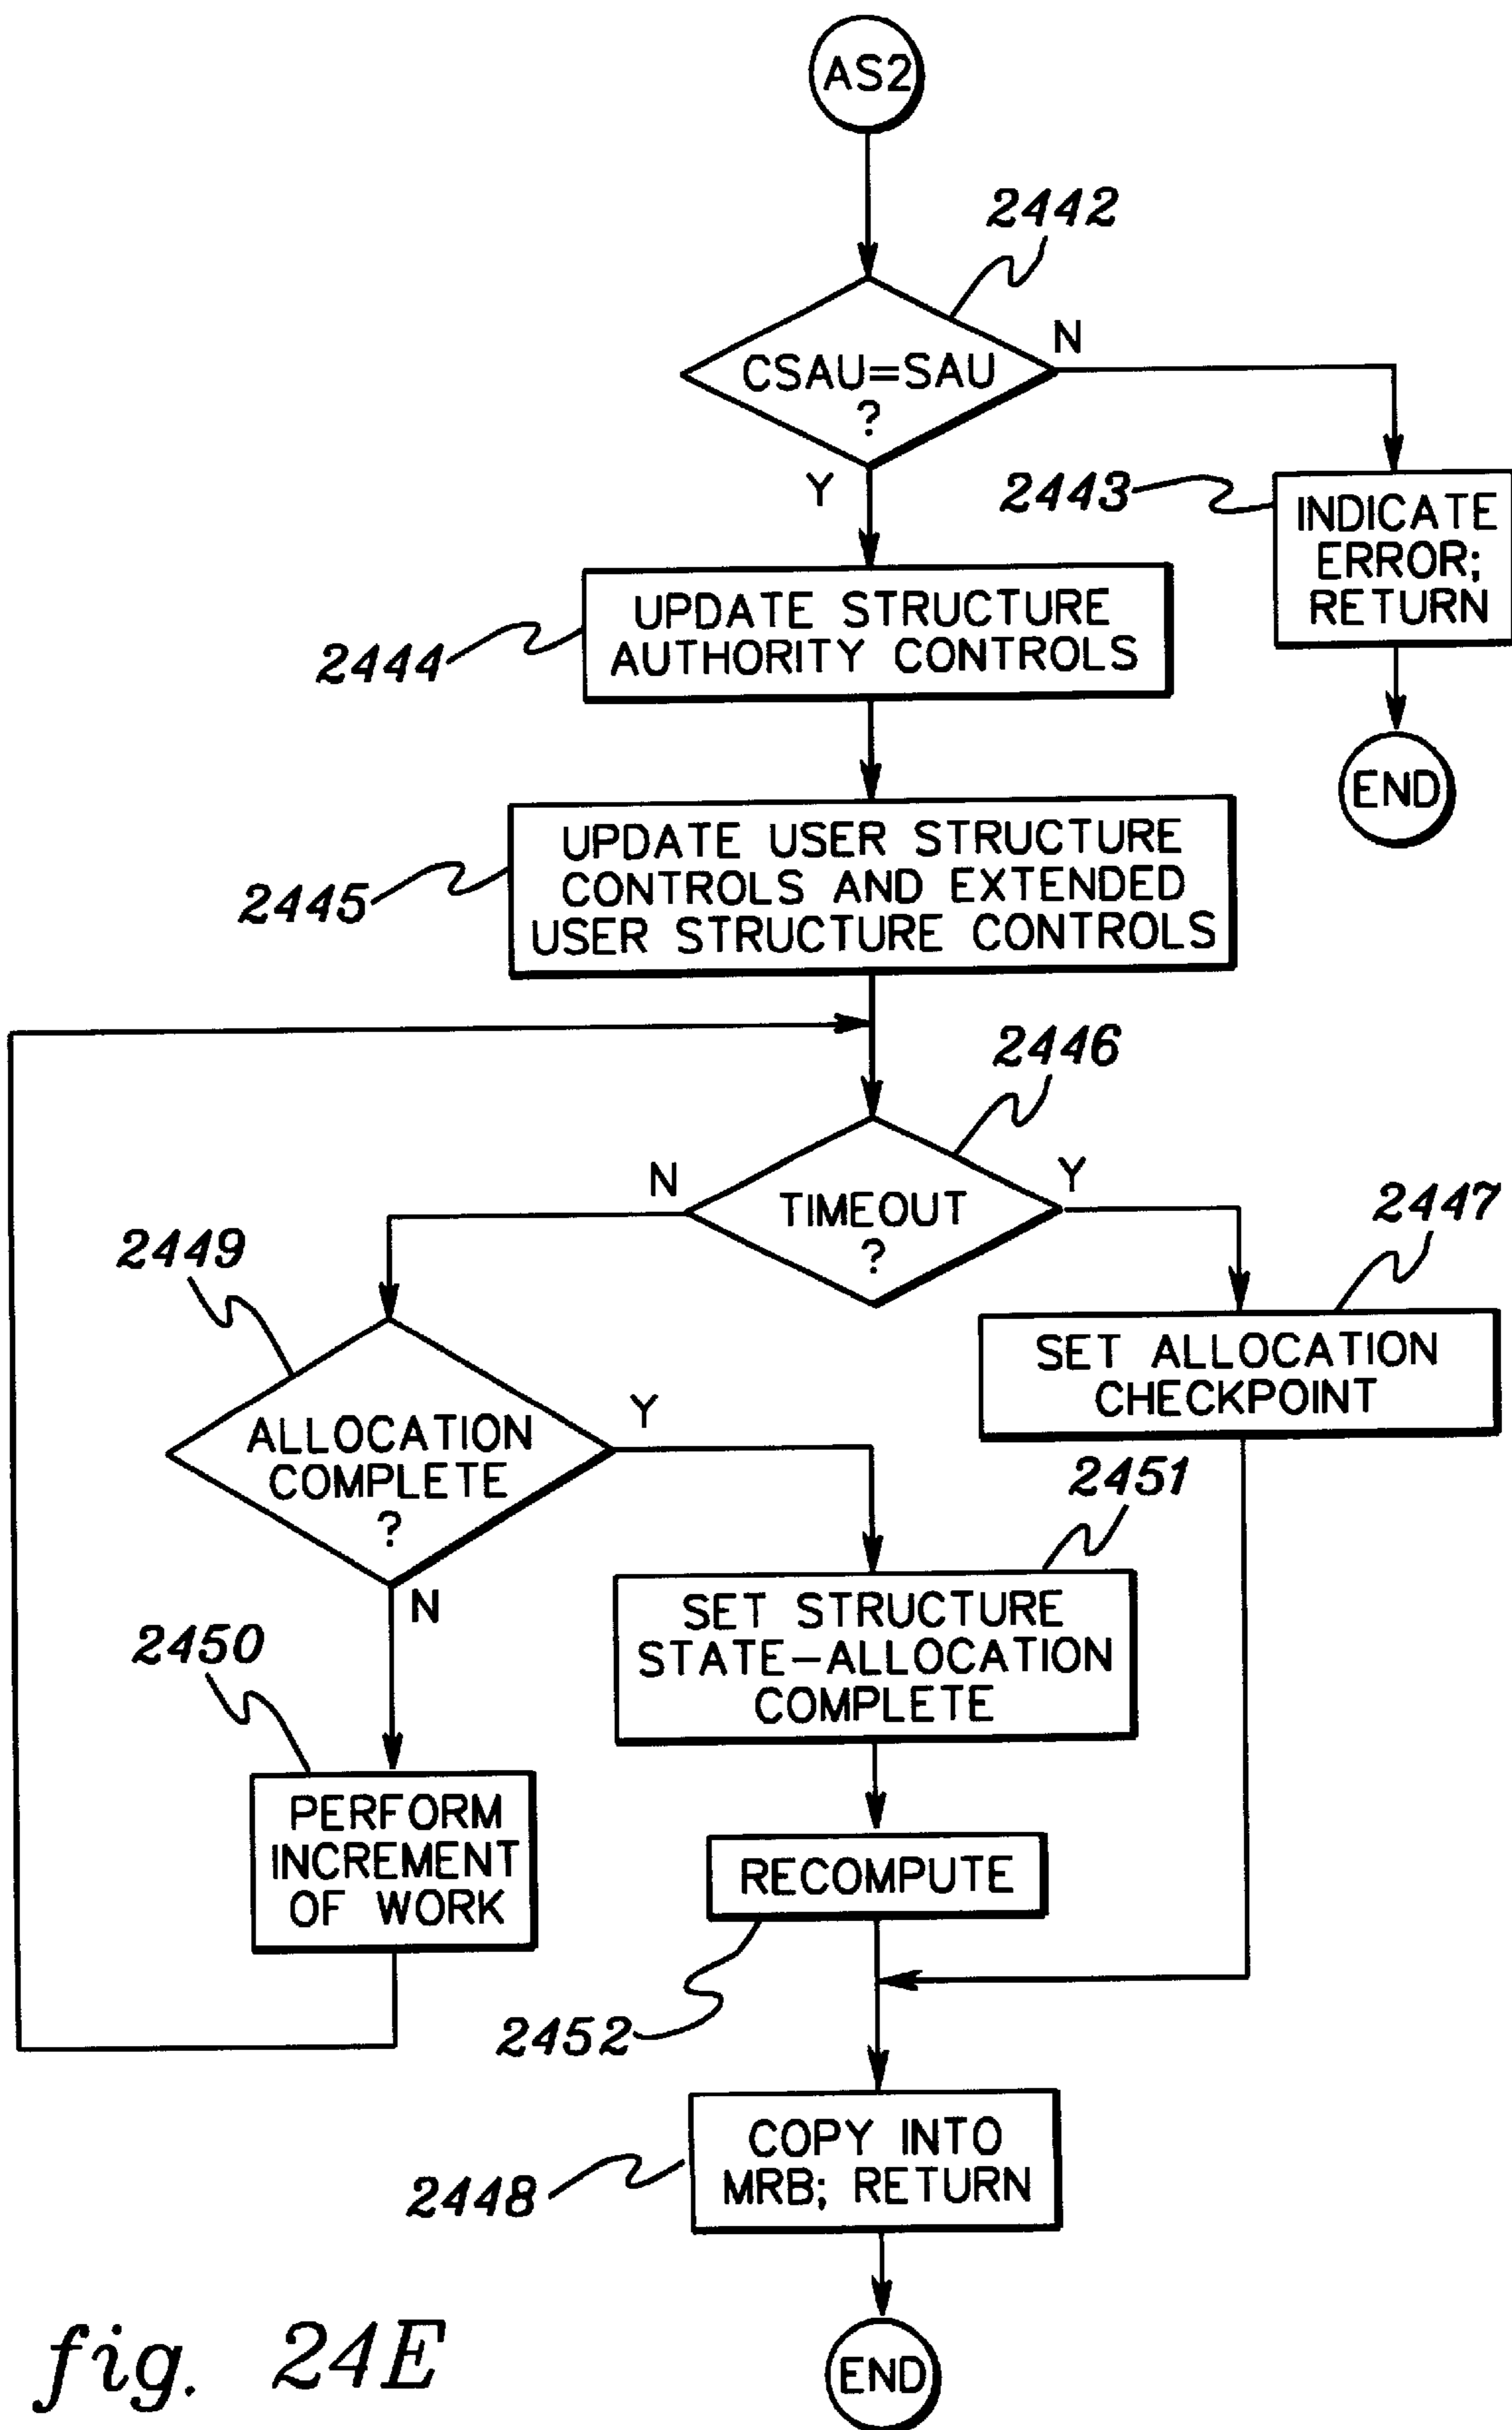 AS2
2442
CSAU=SAU
?
N
Y
2443
INDICATE
ERROR;
RETURN
END
2444
UPDATE STRUCTURE
AUTHORITY CONTROLS
2445
UPDATE USER STRUCTURE
CONTROLS AND EXTENDED
USER STRUCTURE CONTROLS
2446
TIMEOUT
?
N
Y
2447
SET ALLOCATION
CHECKPOINT
2449
ALLOCATION
COMPLETE
?
Y
N
2451
SET STRUCTURE
STATE-ALLOCATION
COMPLETE
2450
PERFORM
INCREMENT
OF WORK
RECOMPUTE
2452
COPY INTO
MRB; RETURN
2448
END
fig. 24E